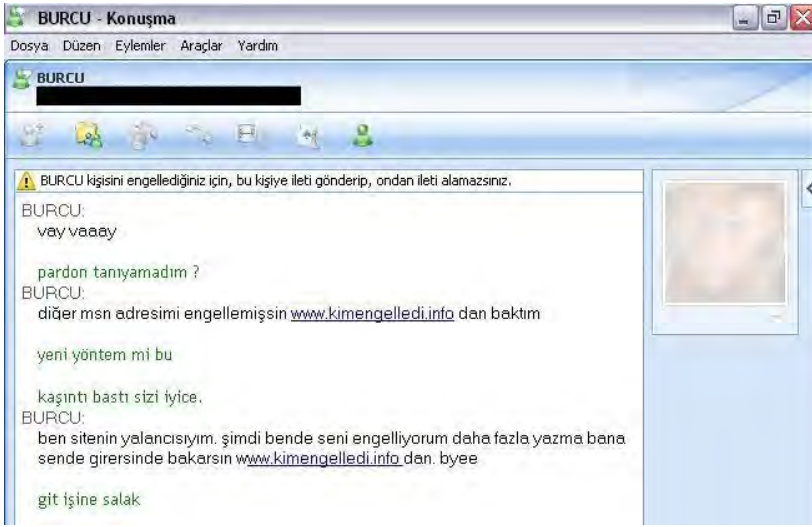 BURCU - Konuşma
Dosya Düzen Eylemler Araçlar Yardım
BURCU
BURCU kişisini engellediğiniz için, bu kişiye ileti gönderip, ondan ileti alamazsınız.
BURCU:
vay vaaay
pardon tanıyamadım ?
BURCU:
diğer msn adresimi engellemişsin www.kimengelledi.info dan baktım
yeni yöntem mi bu
kaşıntı bastı sizi iyice.
BURCU:
ben sitenin yalancısıyım. şimdi bende seni engelliyorum daha fazla yazma bana
sende girersinde bakarsın www.kimengelledi.info dan. byee
git işine salak